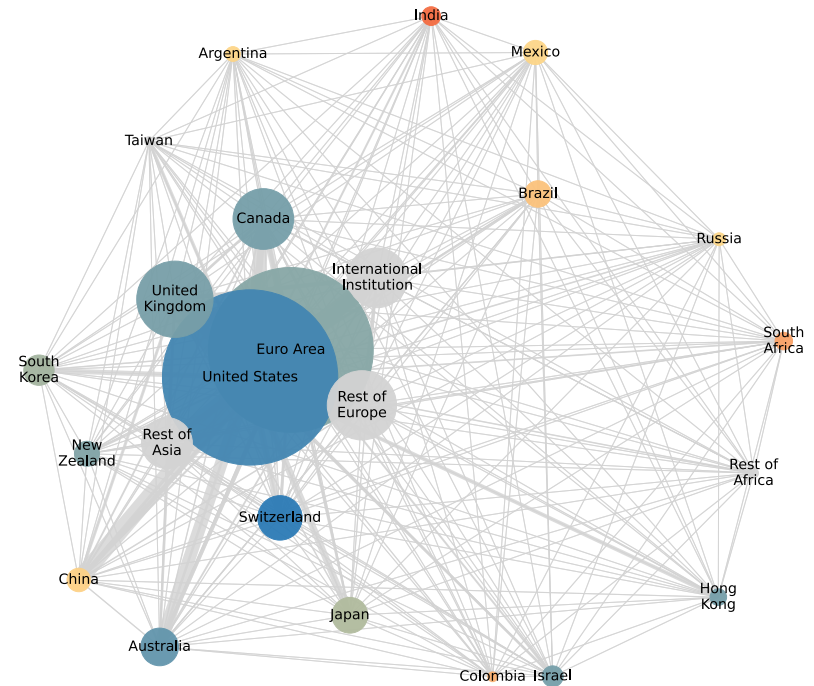 India
Argentina
Mexico
Taiwan
Brazil
Canada
Russia
International
Institution
United
Kingdom
South
Africa
Euro Area
South
Korea
United States
Rest of
Europe
Rest of
Asia
New
Zealand
Rest of
Africa
Switzerland
China
Hong
Kong
Japan
Australia
Colombia
Israel